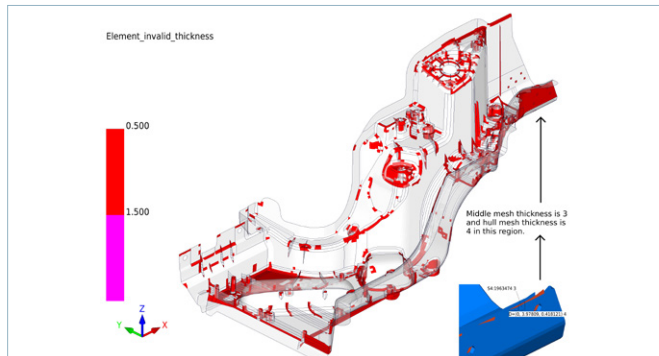 Element_invalid_thickness
0.500
1.500
Middle mesh thickness is 3
and hull mesh thickness is
4 in this region.
Z
Y
X